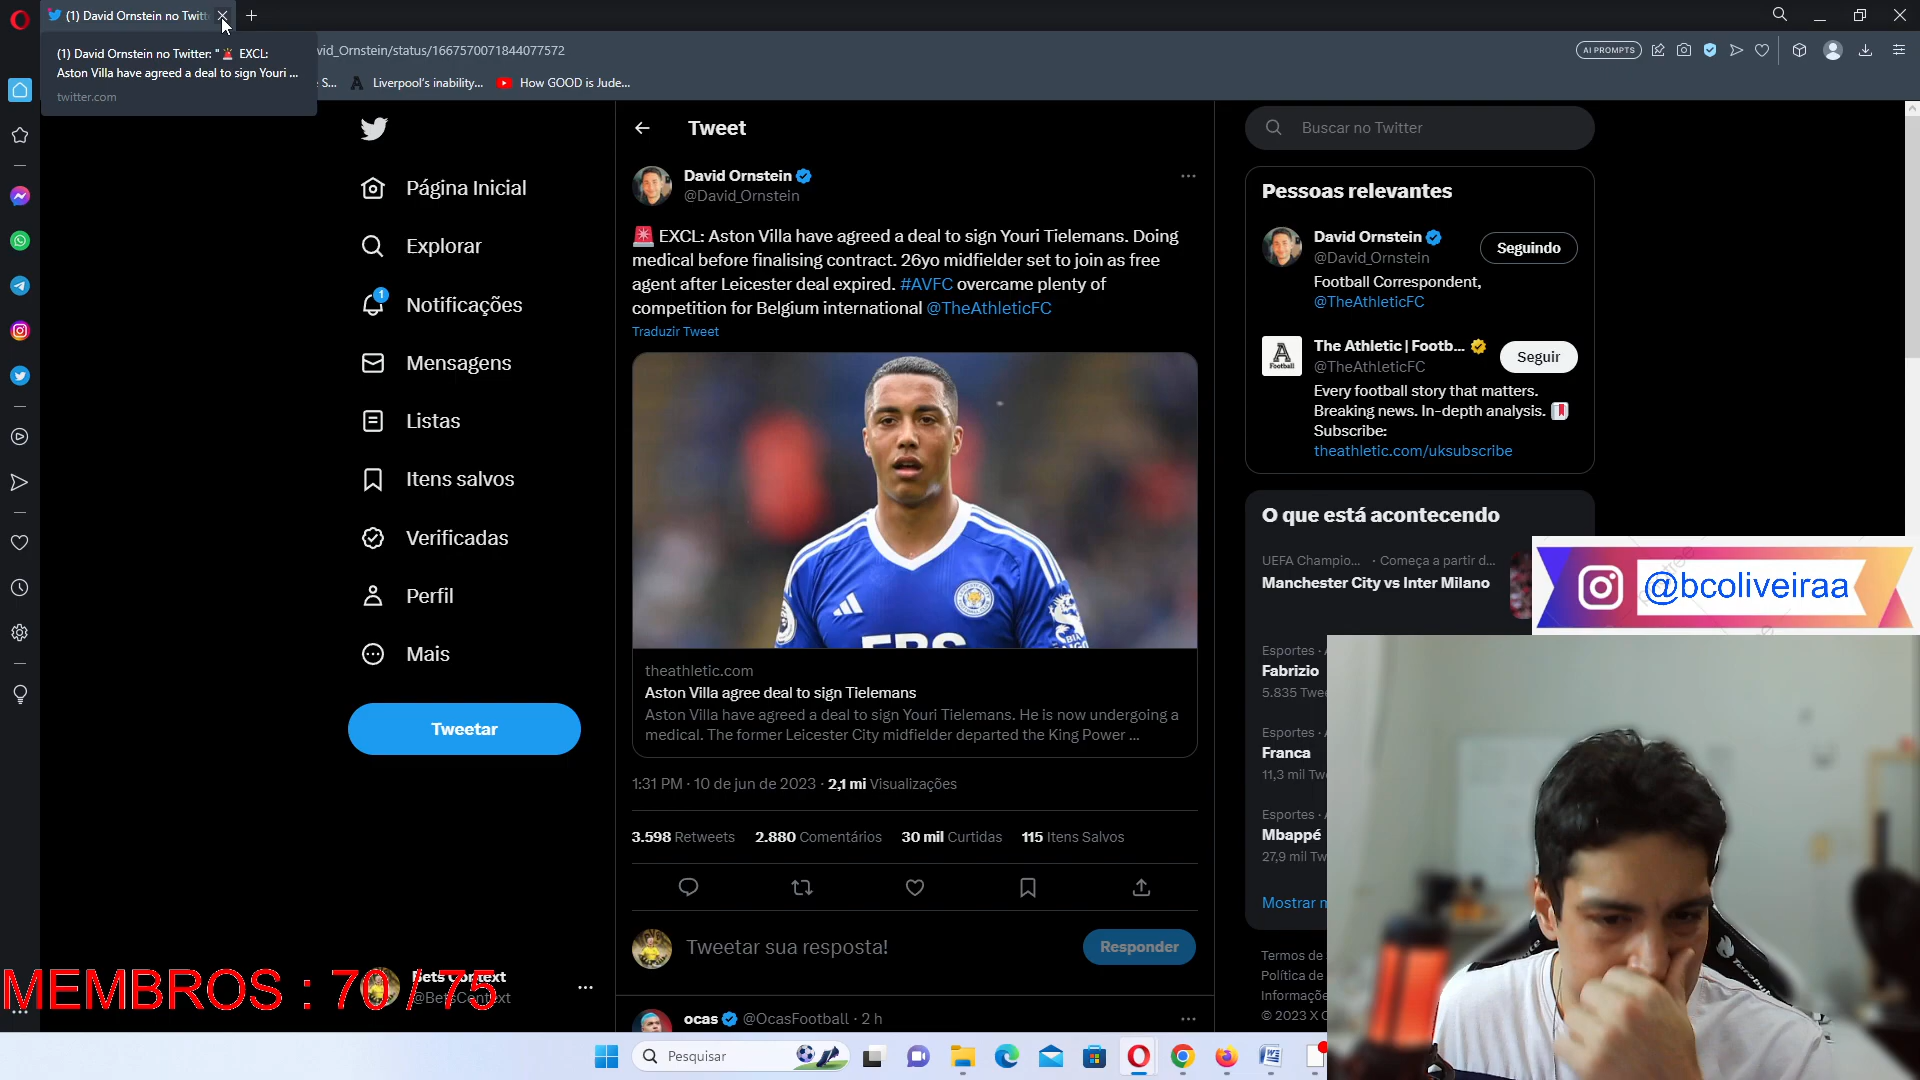 (1) David Ornstein no Twitt
(1) David Ornstein no Twitter: "🚨 EXCL:
Aston Villa have agreed a deal to sign Youri ...
twitter.com
vid_Ornstein/status/1667570071844077572
AI PROMPTS
S...
Liverpool's inability...
How GOOD is Jude...
Página Inicial
Explorar
1
Notificações
Mensagens
Listas
Itens salvos
Verificadas
Perfil
Mais
Tweetar
Bets Context
@BetsContext
MEMBROS : 70 / 75
Tweet
David Ornstein
@David_Ornstein
🚨 EXCL: Aston Villa have agreed a deal to sign Youri Tielemans. Doing
medical before finalising contract. 26yo midfielder set to join as free
agent after Leicester deal expired. #AVFC overcame plenty of
competition for Belgium international @TheAthleticFC
Traduzir Tweet
theathletic.com
Aston Villa agree deal to sign Tielemans
Aston Villa have agreed a deal to sign Youri Tielemans. He is now undergoing a
medical. The former Leicester City midfielder departed the King Power ...
1:31 PM · 10 de jun de 2023 · 2,1 mi Visualizações
3.598 Retweets 2.880 Comentários 30 mil Curtidas 115 Itens Salvos
Tweetar sua resposta!
Responder
ocas @OcasFootball · 2 h
Buscar no Twitter
Pessoas relevantes
David Ornstein
@David_Ornstein
Seguindo
Football Correspondent,
@TheAthleticFC
The Athletic | Footb...
@TheAthleticFC
Seguir
A
Football
Every football story that matters.
Breaking news. In-depth analysis.
Subscribe:
theathletic.com/uksubscribe
O que está acontecendo
UEFA Champio... · Começa a partir d...
Manchester City vs Inter Milano
@bcoliveiraa
Esportes ·
Fabrizio
5.835 Twee
Esportes ·
Franca
11,3 mil Tw
Esportes ·
Mbappé
27,9 mil Tw
Mostrar
Termos de
Política de
Informaçõe
© 2023 X C
Pesquisar